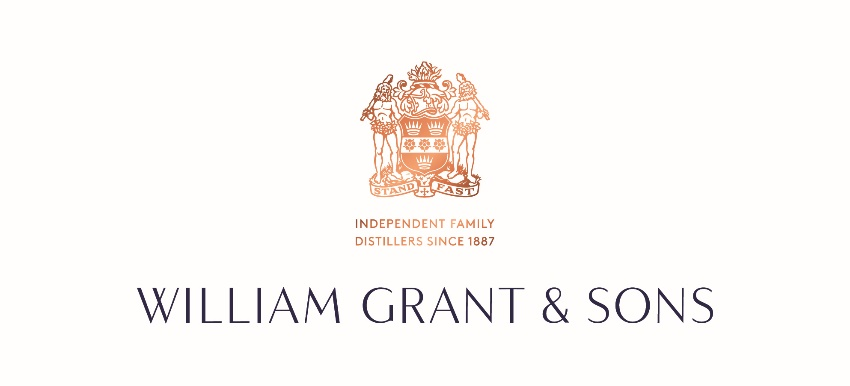 STAND FAST
INDEPENDENT FAMILY
DISTILLERS SINCE 1887
WILLIAM GRANT & SONS